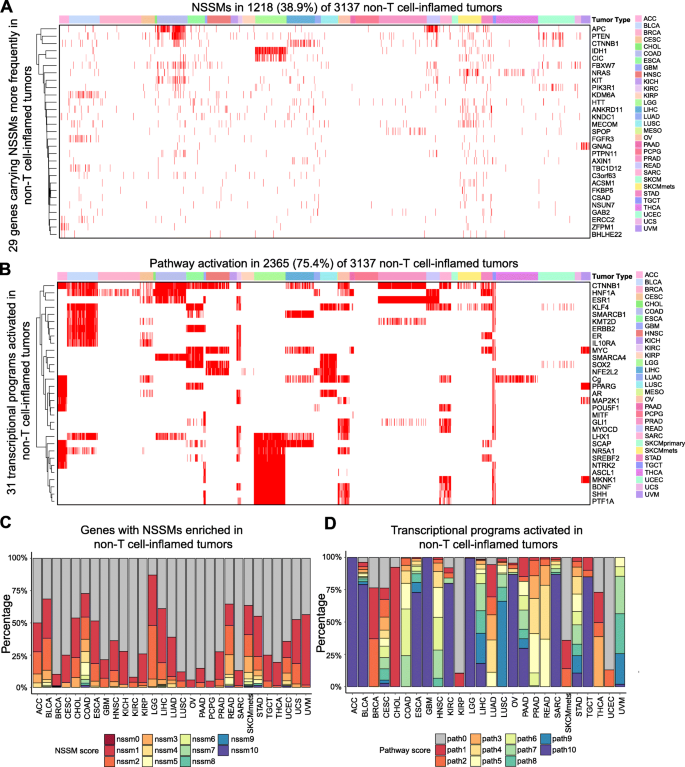 A
NSSMs in 1218 (38.9%) of 3137 non-T cell-inflamed tumors
29 genes carrying NSSMs more frequently in
non-T cell-inflamed tumors
APC
PTEN
CTNNB1
IDH1
CIC
FBXW7
NRAS
KIT
PIK3R1
KDM6A
HTT
ANKRD11
KNDC1
MECOM
SPOP
FGFR3
GNAQ
PTPN11
AXIN1
TBC1D12
C3orf63
ACSM1
FKBP5
CSAD
NSUN7
GAB2
ERCC2
ZFPM1
BHLHE22
Tumor Type
ACC
BLCA
BRCA
CESC
CHOL
COAD
ESCA
GBM
HNSC
KICH
KIRC
KIRP
LGG
LIHC
LUAD
LUSC
MESO
OV
PAAD
PCPG
PRAD
READ
SARC
SKCM
SKCMmets
STAD
TGCT
THCA
UCEC
UCS
UVM
B
Pathway activation in 2365 (75.4%) of 3137 non-T cell-inflamed tumors
31 transcriptional programs activated in
non-T cell-inflamed tumors
CTNNB1
HNF1A
ESR1
KLF4
SMARCB1
KMT2D
ERBB2
ER
IL10RA
MYC
SMARCA4
SOX2
NFE2L2
Cg
PPARG
AR
MAP2K1
POU5F1
MITF
GLI1
MYOCD
LHX1
SCAP
NR5A1
SREBF2
NTRK2
ASCL1
MKNK1
BDNF
SHH
PTF1A
Tumor Type
ACC
BLCA
BRCA
CESC
CHOL
COAD
ESCA
GBM
HNSC
KICH
KIRC
KIRP
LGG
LIHC
LUAD
LUSC
MESO
OV
PAAD
PCPG
PRAD
READ
SARC
SKCMprimary
SKCMmets
STAD
TGCT
THCA
UCEC
UCS
UVM
C
Genes with NSSMs enriched in
non-T cell-inflamed tumors
Percentage
100%
75%
50%
25%
0%
ACC
BLCA
BRCA
CESC
CHOL
COAD
ESCA
GBM
HNSC
KICH
KIRC
KIRP
LGG
LIHC
LUAD
LUSC
OV
PAAD
PCPG
PRAD
READ
SARC
SKCMmets
STAD
TGCT
THCA
UCEC
UCS
UVM
NSSM score
nssm0
nssm1
nssm2
nssm3
nssm4
nssm5
nssm6
nssm7
nssm8
nssm9
nssm10
D
Transcriptional programs activated in
non-T cell-inflamed tumors
Percentage
100%
75%
50%
25%
0%
ACC
BLCA
BRCA
CESC
CHOL
COAD
ESCA
GBM
HNSC
KIRC
KIRP
LGG
LIHC
LUAD
LUSC
OV
PAAD
PRAD
READ
SARC
SKCMmets
STAD
TGCT
THCA
UCEC
UVM
Pathway score
path0
path1
path2
path3
path4
path5
path6
path7
path8
path9
path10